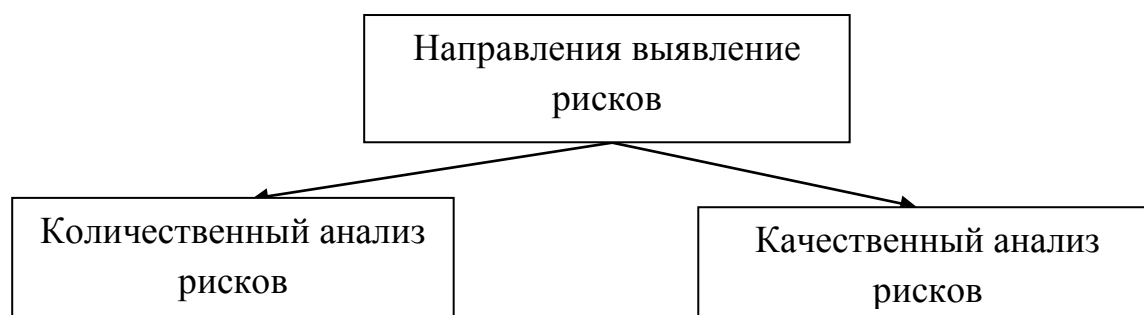 Направления выявление
рисков
Количественный анализ
рисков
Качественный анализ
рисков